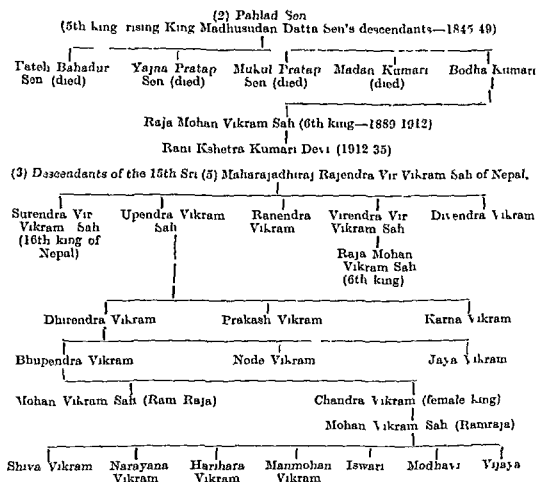 (2) Pahlad Sen
(5th king rising King Madhusudan Datta Sen's descendants—1845 49)
Fateh Bahadur Yajna Pratap Mukul Pratap Madan Kumari Bodha Kumari
Sen (died) Sen (died) Sen (died) (died)
Raja Mohan Vikram Sah (6th king—1889 1912)
Rani Kshetra Kumari Devi (1912 35)
(3) Descendants of the 15th Sri (5) Maharajadhiraj Rajendra Vir Vikram Sah of Nepal.
Surendra Vir Upendra Vikram Ranendra Virendra Vir Divendra Vikram
Vikram Sah Sah Vikram Vikram Sah
(16th king of Nepal) Raja Mohan
Vikram Sah
(6th king)
Dhirendra Vikram Prakash Vikram Karna Vikram
Bhupendra Vikram Node Vikram Jaya Vikram
Mohan Vikram Sah (Ram Raja) Chandra Vikram (female king)
Mohan Vikram Sah (Ramraja)
Shiva Vikram Narayana Harihara Manmohan Iswari Modhavi Vijaya
Vikram Vikram Vikram